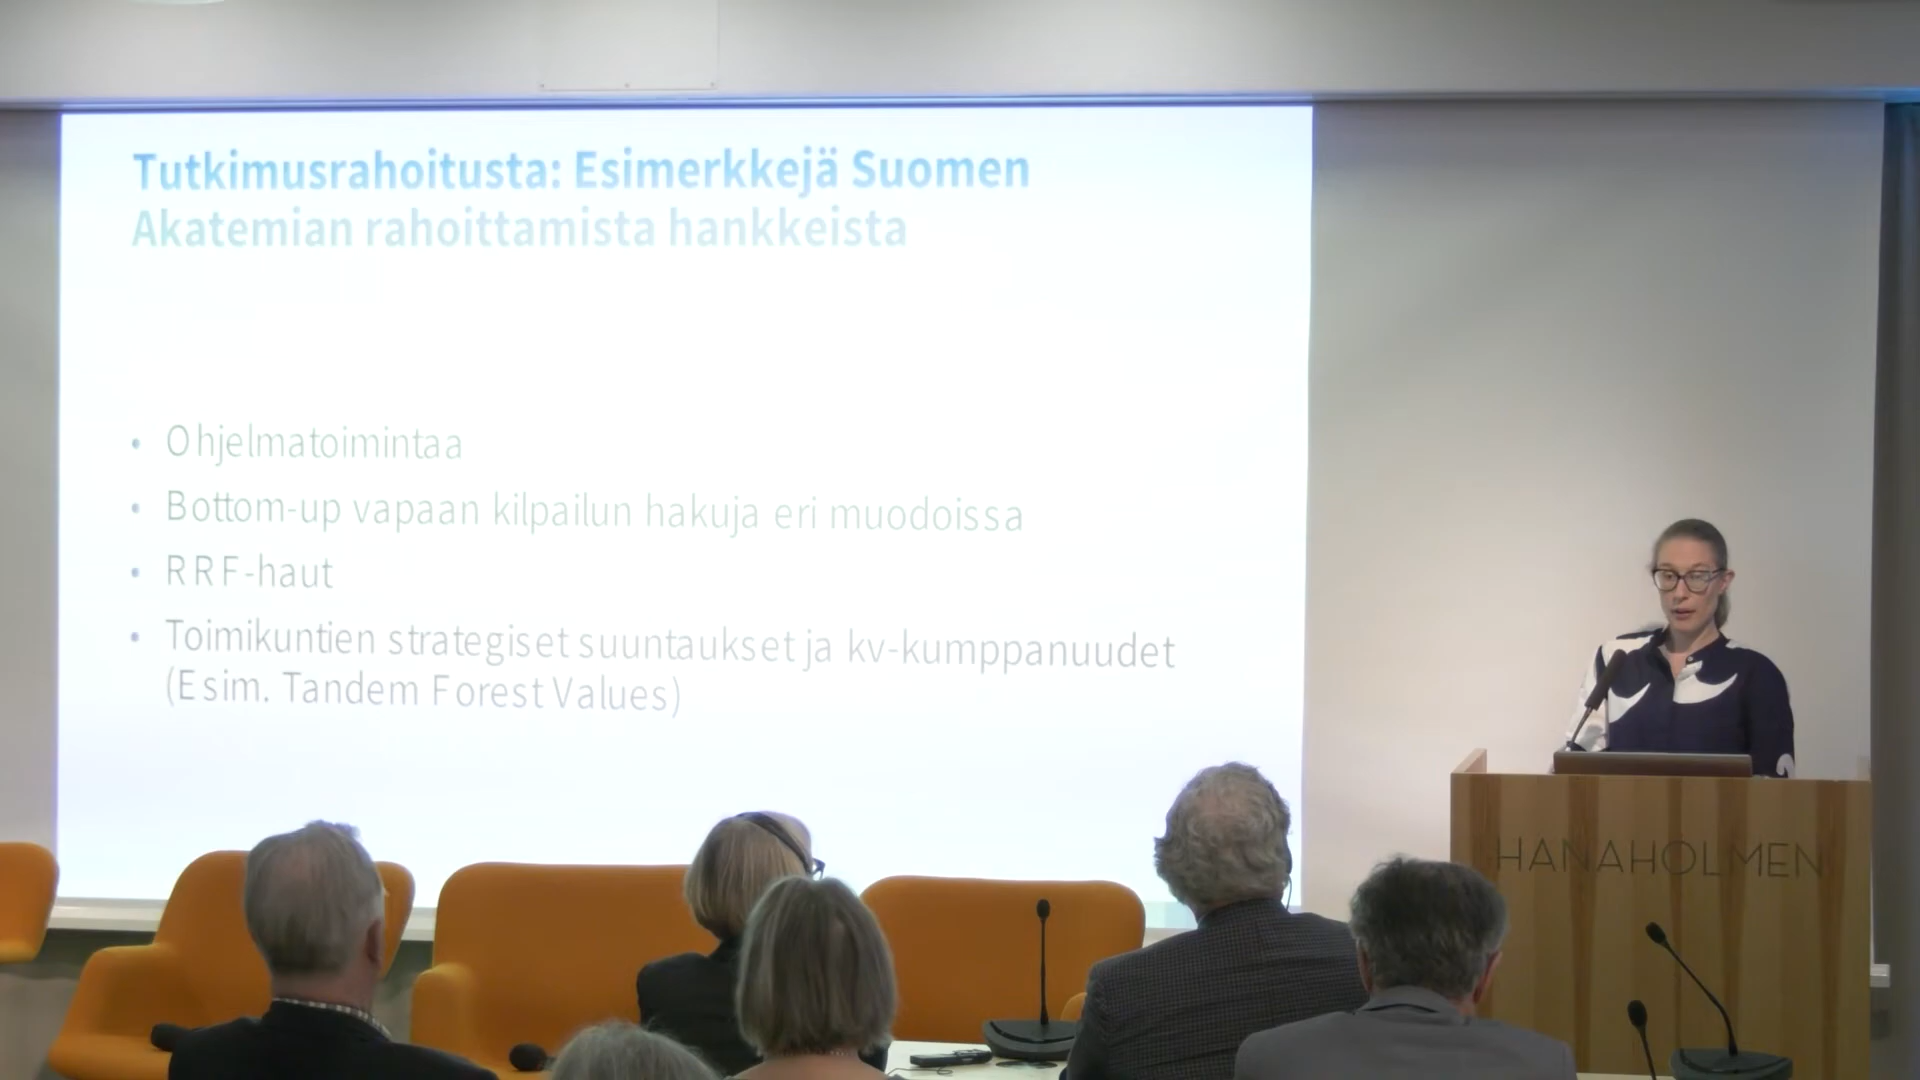 Tutkimusrahoitusta: Esimerkkejä Suomen
Akatemian rahoittamista hankkeista
• Ohjelmatoimintaa
• Bottom-up vapaan kilpailun hakuja eri muodoissa
• RRF-haut
• Toimikuntien strategiset suuntaukset ja kv-kumppanuudet
(Esim. Tandem Forest Values)
HANAHOLMEN